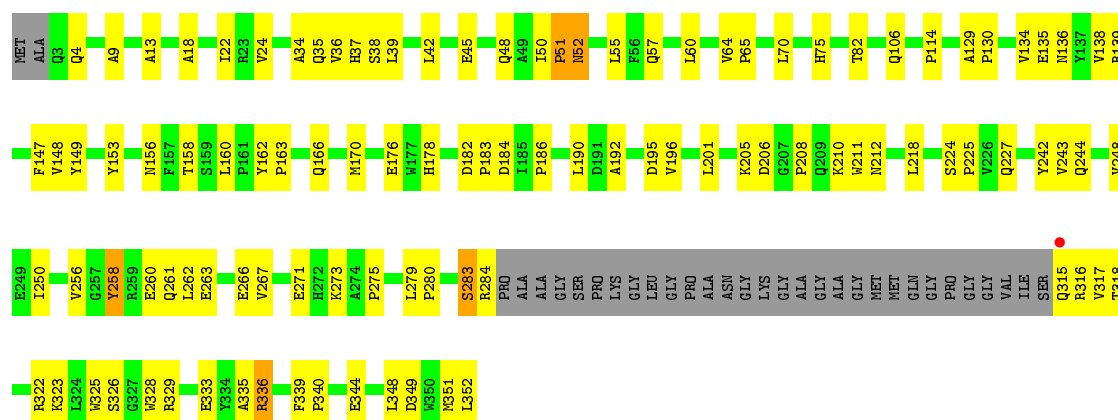 MET ALA Q3 Q4 A9 A13 A18 I22 R23 V24 A34 Q35 V36 H37 S38 L39 L42 E45 Q48 A49 I50 P51 N52 L55 F56 Q57 L60 V64 P65 L70 H75 T82 Q106 P114 A129 P130 V134 E135 N136 Y137 V138 R139
F147 V148 Y149 Y153 N156 F157 T158 S159 L160 P161 Y162 P163 Q166 M170 E176 W177 H178 D182 P183 D184 I185 P186 L190 D191 A192 D195 V196 L201 K205 D206 G207 P208 Q209 K210 W211 N212 L218 S224 P225 V226 Q227 Y242 V243 Q244 V248
E249 I250 V256 G257 Y258 R259 E260 Q261 L262 E263 E266 V267 E271 H272 K273 A274 P275 L279 P280 S283 R284 PRO ALA ALA GLY SER PRO LYS GLY LEU GLY PRO ALA ASN GLY LYS GLY ALA GLY ALA GLY MET MET GLN GLY PRO GLY GLY VAL ILE SER Q315 R316 V317 T318
R322 K323 L324 W325 S326 G327 W328 R329 E333 Y334 A335 R336 F339 P340 E344 L348 D349 W350 M351 L352